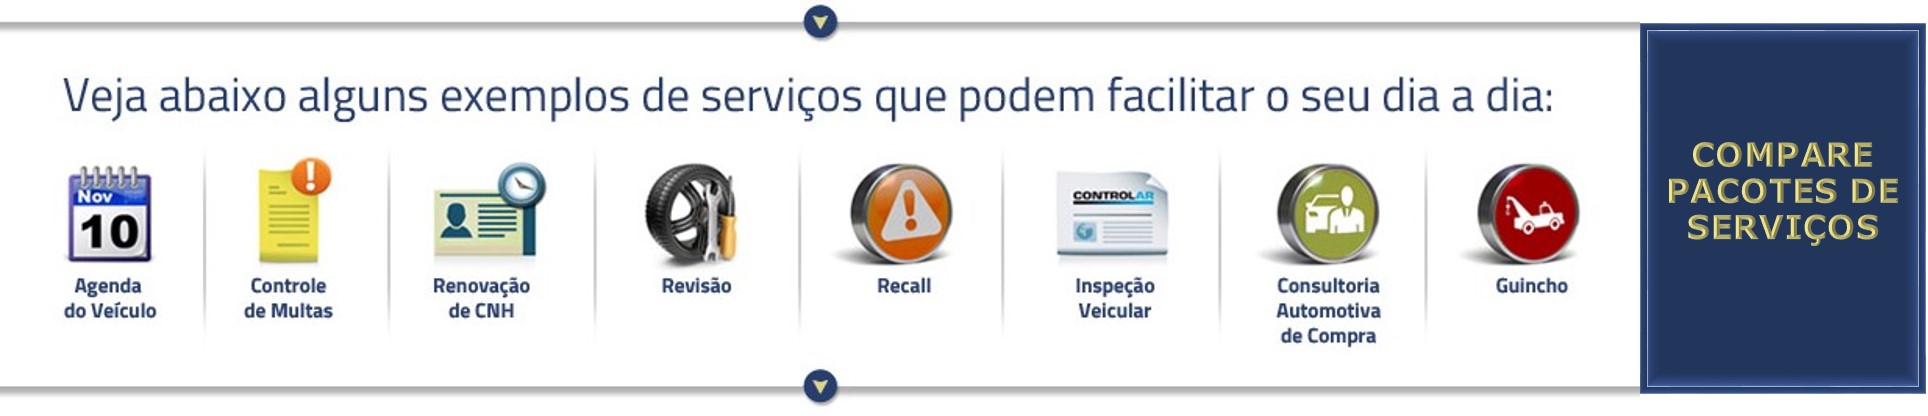 Veja abaixo alguns exemplos de serviços que podem facilitar o seu dia a dia:
Nov
10
Agenda
do Veículo
Controle
de Multas
Renovação
de CNH
Revisão
Recall
CONTROLAR
Inspeção
Veicular
Consultoria
Automotiva
de Compra
Guincho
COMPARE
PACOTES DE
SERVIÇOS